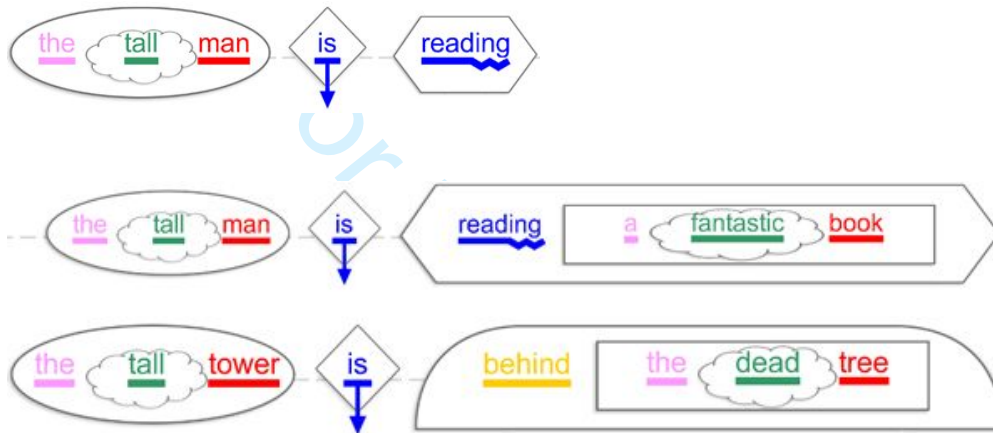 the tall man is reading
or
the tall man is reading a fantastic book
the tall tower is behind the dead tree